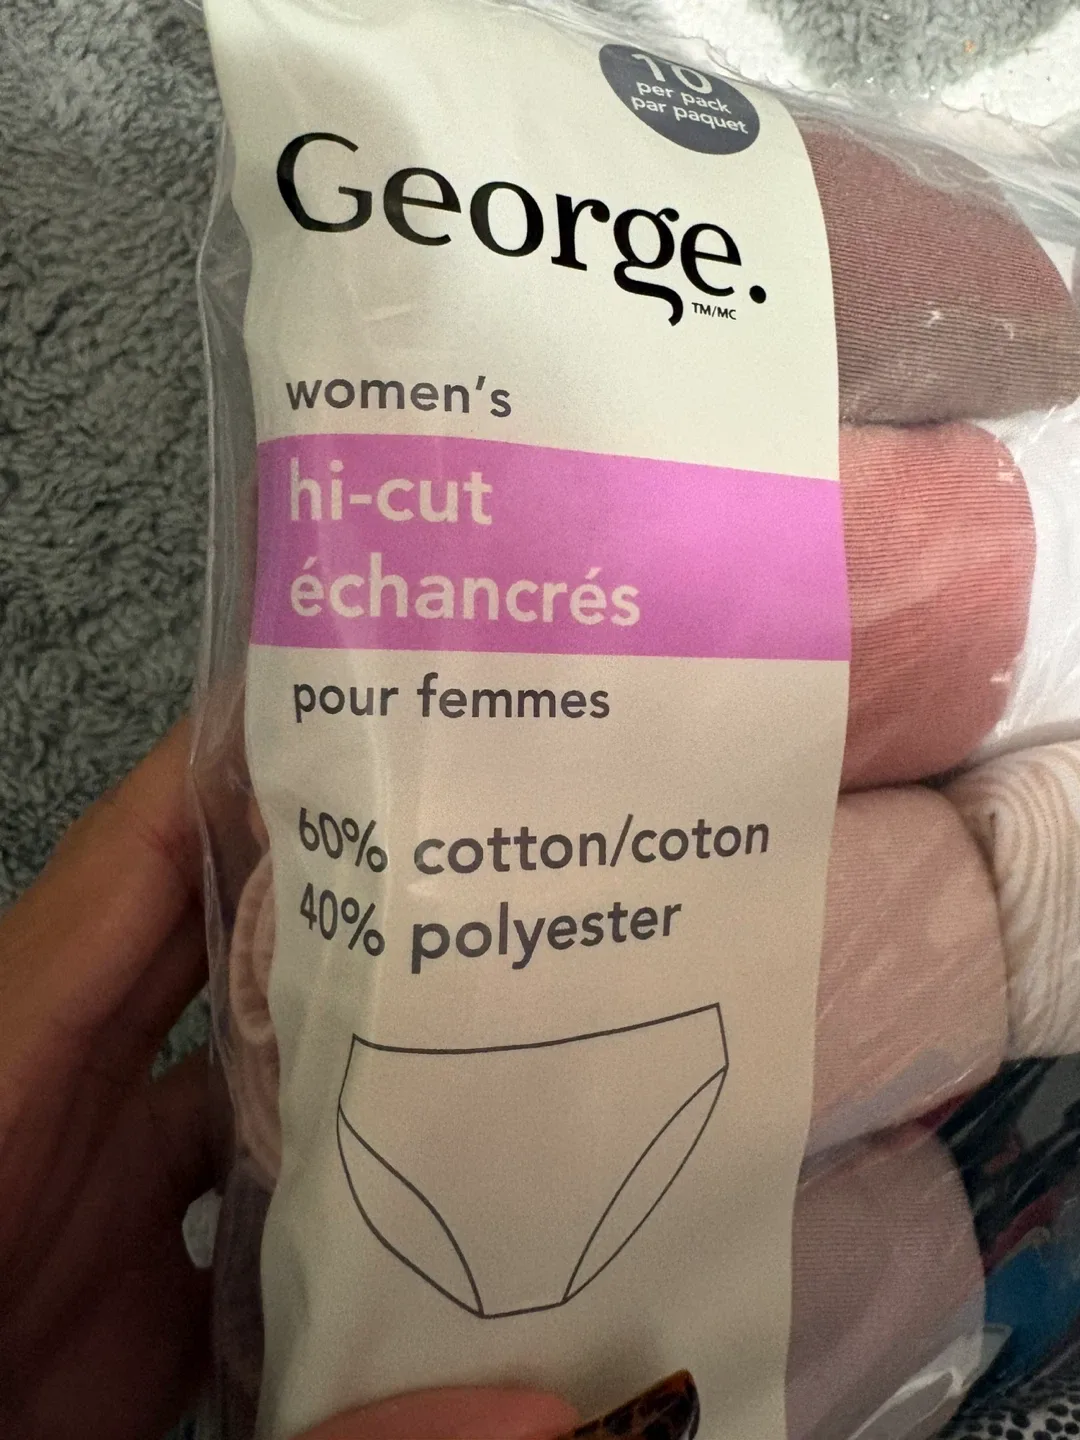 10
per pack
par paquet
George.
TM/MC
women's
hi-cut
échancrés
pour femmes
60% cotton/coton
40% polyester